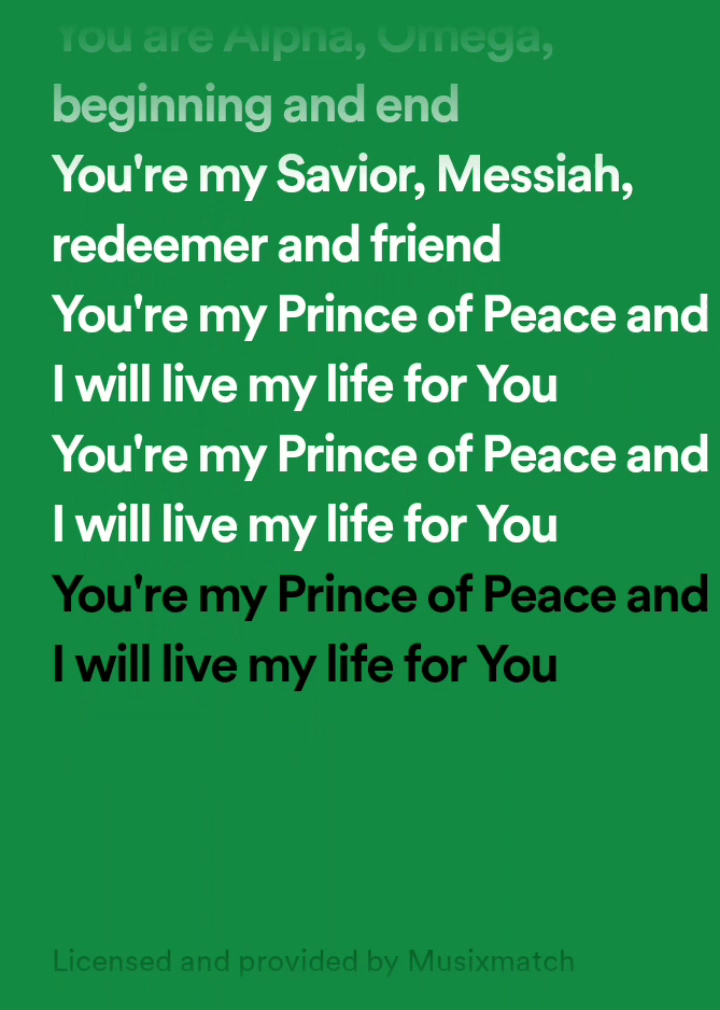 You are Alpha, Omega,
beginning and end
You're my Savior, Messiah,
redeemer and friend
You're my Prince of Peace and
I will live my life for You
You're my Prince of Peace and
I will live my life for You
You're my Prince of Peace and
I will live my life for You
Licensed and provided by Musixmatch